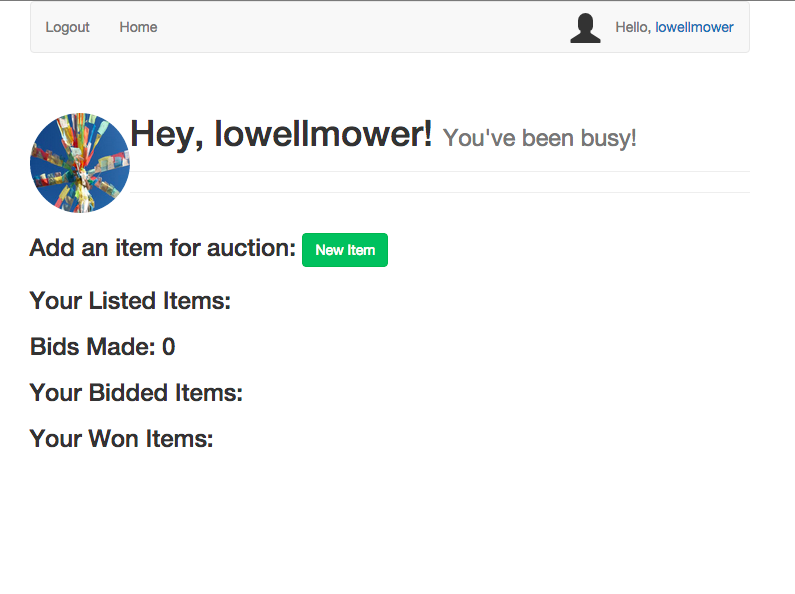 Logout Home Hello, lowellmower
Hey, lowellmower! You've been busy!
Add an item for auction: New Item
Your Listed Items:
Bids Made: 0
Your Bidded Items:
Your Won Items: